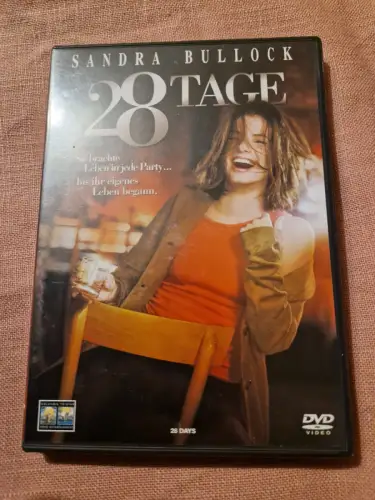 SANDRA BULLOCK
28 TAGE
Sie brachte
Leben in jede Party...
bis ihr eigenes
Leben begann.
28 DAYS
DVD
VIDEO